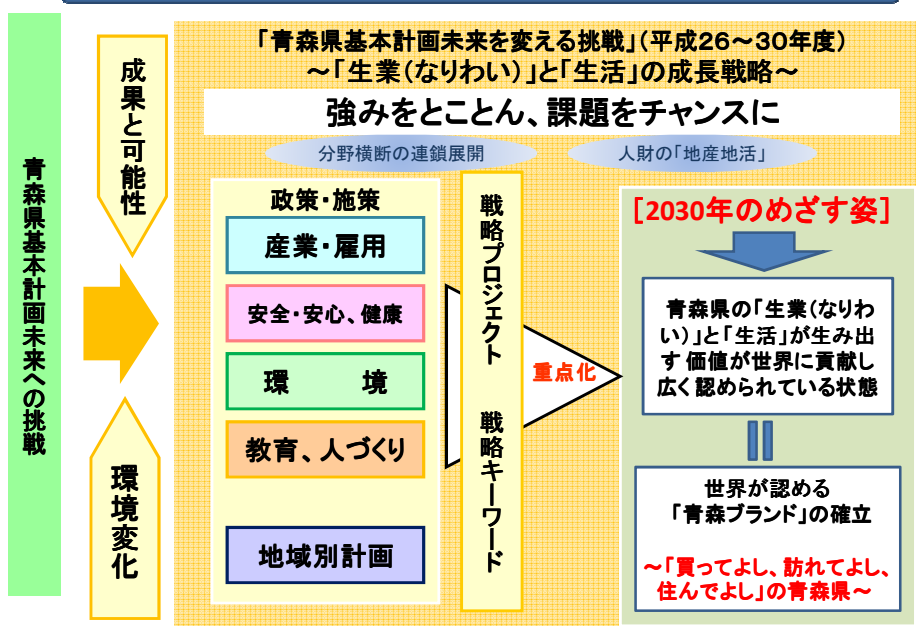 青森県基本計画未来への挑戦
成果と可能性
環境変化
「青森県基本計画未来を変える挑戦」（平成26～30年度）
～「生業（なりわい）」と「生活」の成長戦略～
強みをとことん、課題をチャンスに
分野横断の連鎖展開
人財の「地産地活」
政策・施策
産業・雇用
安全・安心、健康
環　　境
教育、人づくり
地域別計画
戦略プロジェクト　戦略キーワード
重点化
［2030年のめざす姿］
青森県の「生業（なりわ
い）」と「生活」が生み出
す価値が世界に貢献し
広く認められている状態
世界が認める
「青森ブランド」の確立
～「買ってよし、訪れてよし、
住んでよし」の青森県～